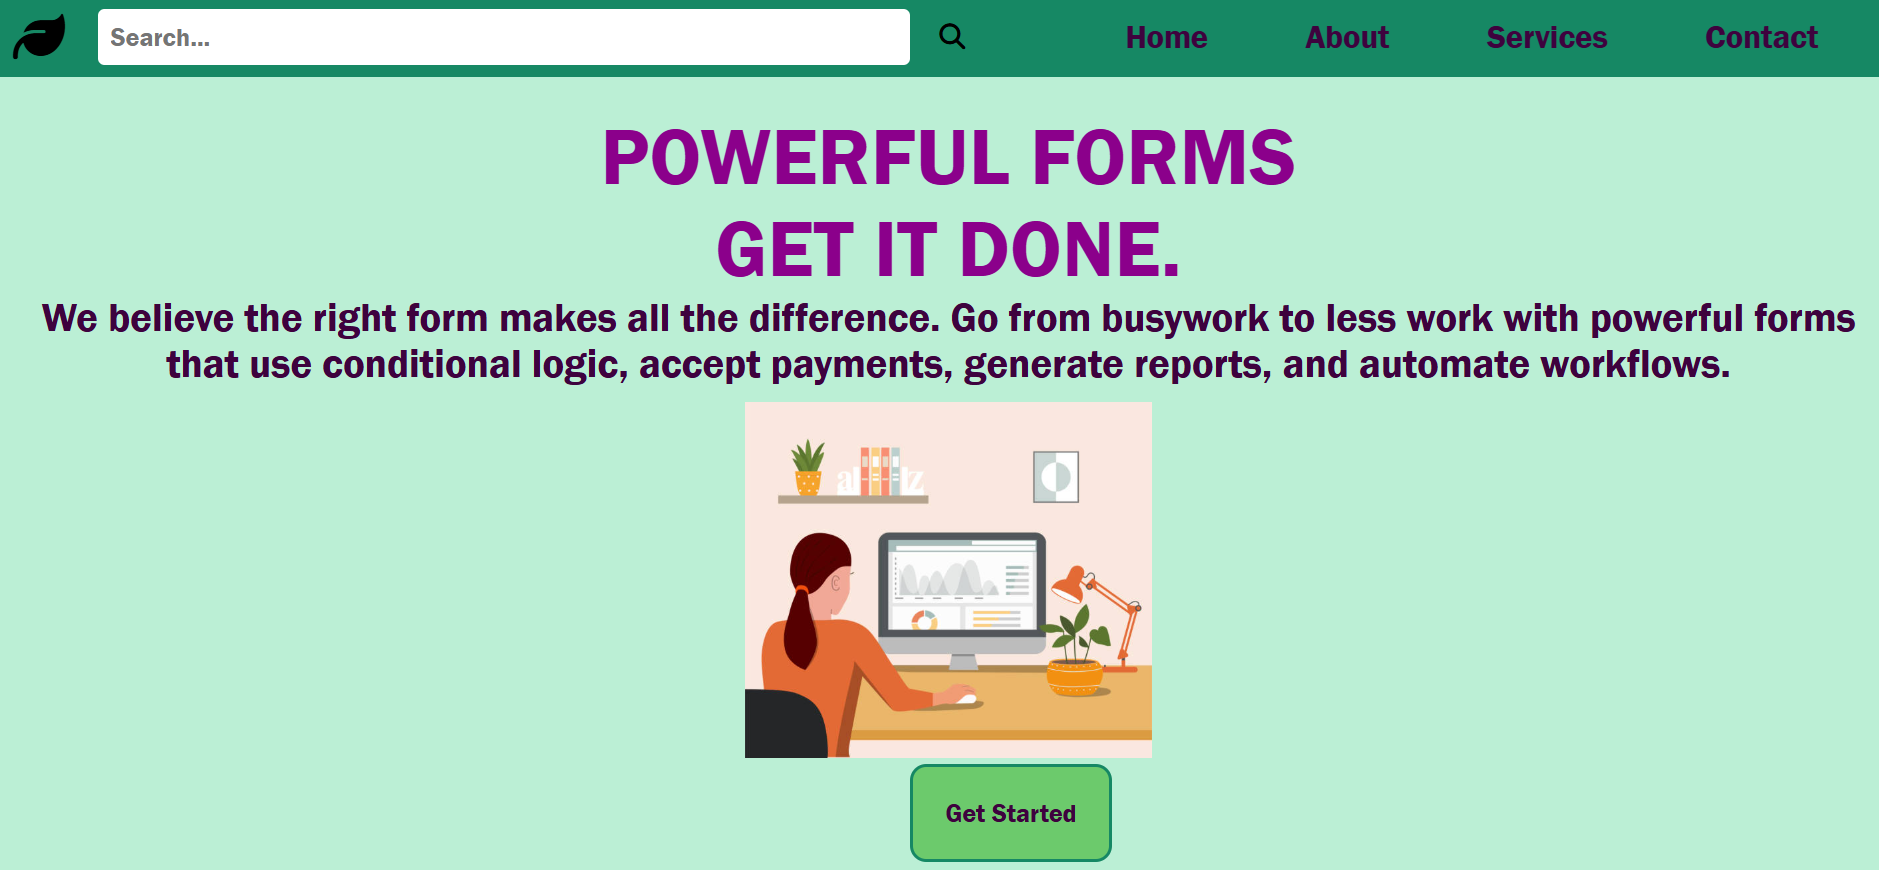 Search...
Home
About
Services
Contact
POWERFUL FORMS
GET IT DONE.
We believe the right form makes all the difference. Go from busywork to less work with powerful forms
that use conditional logic, accept payments, generate reports, and automate workflows.
Get Started